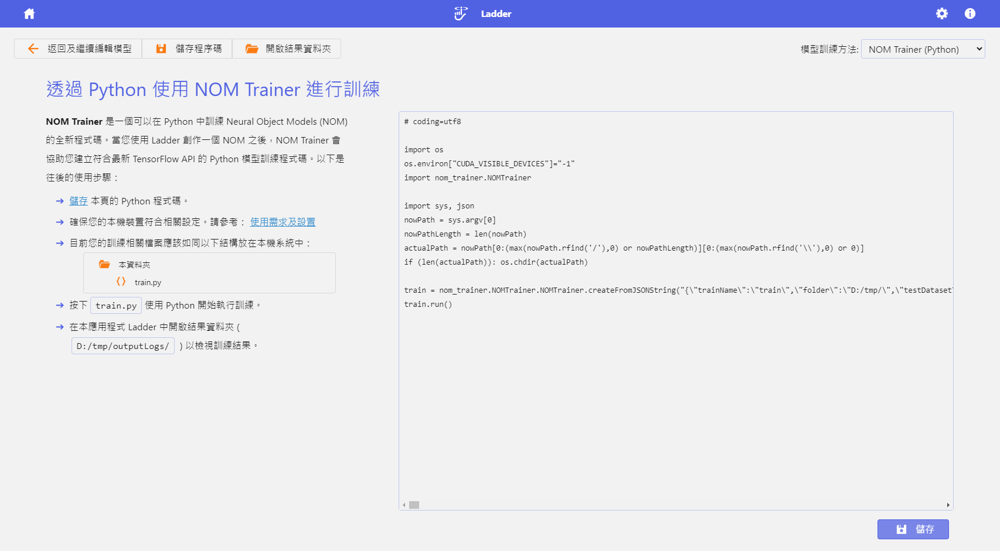 Ladder
返回及繼續編輯模型
儲存程序碼
開啟結果資料夾
模型訓練方法: NOM Trainer (Python)
透過 Python 使用 NOM Trainer 進行訓練
NOM Trainer 是一個可以在 Python 中訓練 Neural Object Models (NOM)
的全新程式碼。當您使用 Ladder 創作一個 NOM 之後，NOM Trainer 會
協助您建立符合最新 TensorFlow API 的 Python 模型訓練程式碼。以下是
往後的使用步驟：
儲存 本頁的 Python 程式碼。
確保您的本機裝置符合相關設定。請參考： 使用需求及設置
目前您的訓練相關檔案應該如同以下結構放在本機系統中：
本資料夾
train.py
按下 train.py 使用 Python 開始執行訓練。
在本應用程式 Ladder 中開啟結果資料夾 (
D:/tmp/outputLogs/ ) 以檢視訓練結果。
# coding=utf8
import os
os.environ["CUDA_VISIBLE_DEVICES"]="-1"
import nom_trainer.NOMTrainer
import sys, json
nowPath = sys.argv[0]
nowPathLength = len(nowPath)
actualPath = nowPath[0:(max(nowPath.rfind('/'),0) or nowPathLength)][0:(max(nowPath.rfind('\\'),0) or 0)]
if (len(actualPath)): os.chdir(actualPath)
train = nom_trainer.NOMTrainer.NOMTrainer.createFromJSONString("{\"trainName\":\"train\",\"folder\":\"D:/tmp/\",\"testDataset
train.run()
儲存